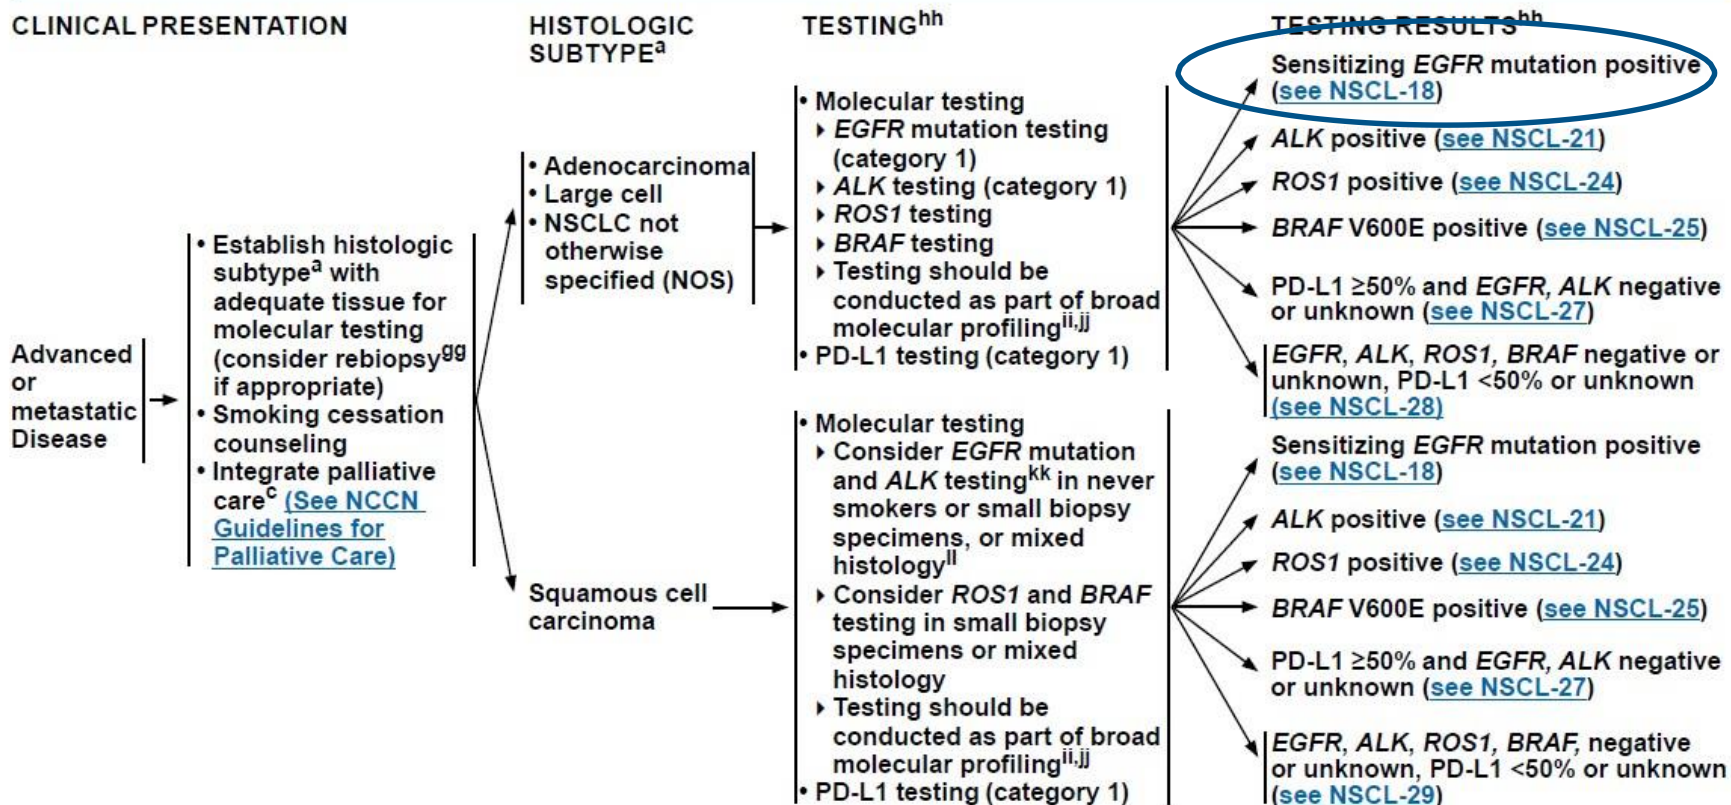 CLINICAL PRESENTATION
HISTOLOGIC
SUBTYPEa
TESTINGhh
TESTING RESULTShh
Advanced
or
metastatic
Disease
• Establish histologic
subtypea with
adequate tissue for
molecular testing
(consider rebiopsygg
if appropriate)
• Smoking cessation
counseling
• Integrate palliative
carec (See NCCN
Guidelines for
Palliative Care)
• Adenocarcinoma
• Large cell
• NSCLC not
otherwise
specified (NOS)
• Molecular testing
EGFR mutation testing
(category 1)
ALK testing (category 1)
ROS1 testing
BRAF testing
Testing should be
conducted as part of broad
molecular profilingii,jj
• PD-L1 testing (category 1)
Sensitizing EGFR mutation positive
(see NSCL-18)
ALK positive (see NSCL-21)
ROS1 positive (see NSCL-24)
BRAF V600E positive (see NSCL-25)
PD-L1 ≥50% and EGFR, ALK negative
or unknown (see NSCL-27)
EGFR, ALK, ROS1, BRAF negative or
unknown, PD-L1 <50% or unknown
(see NSCL-28)
Squamous cell
carcinoma
• Molecular testing
Consider EGFR mutation
and ALK testingkk in never
smokers or small biopsy
specimens, or mixed
histologyll
Consider ROS1 and BRAF
testing in small biopsy
specimens or mixed
histology
Testing should be
conducted as part of broad
molecular profilingii,jj
• PD-L1 testing (category 1)
Sensitizing EGFR mutation positive
(see NSCL-18)
ALK positive (see NSCL-21)
ROS1 positive (see NSCL-24)
BRAF V600E positive (see NSCL-25)
PD-L1 ≥50% and EGFR, ALK negative
or unknown (see NSCL-27)
EGFR, ALK, ROS1, BRAF, negative
or unknown, PD-L1 <50% or unknown
(see NSCL-29)